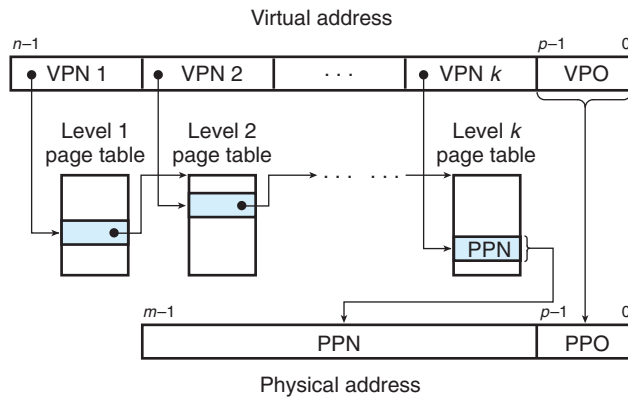 Virtual address
n–1 p–1 0
VPN 1 VPN 2 · · · VPN k VPO
Level 1 page table
Level 2 page table
· · · · · ·
Level k page table
PPN
m–1 p–1 0
PPN PPO
Physical address